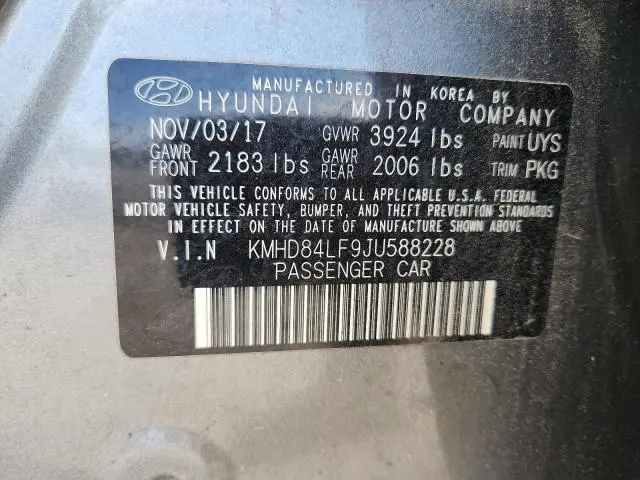 MANUFACTURED IN KOREA BY
HYUNDAI MOTOR COMPANY
NOV/03/17 GVWR 3924 lbs PAINT UYS
GAWR FRONT 2183 lbs GAWR REAR 2006 lbs TRIM PKG
THIS VEHICLE CONFORMS TO ALL APPLICABLE U.S.A. FEDERAL
MOTOR VEHICLE SAFETY, BUMPER, AND THEFT PREVENTION STANDARDS
IN EFFECT ON THE DATE OF MANUFACTURE SHOWN ABOVE
V.I.N KMHD84LF9JU588228
PASSENGER CAR